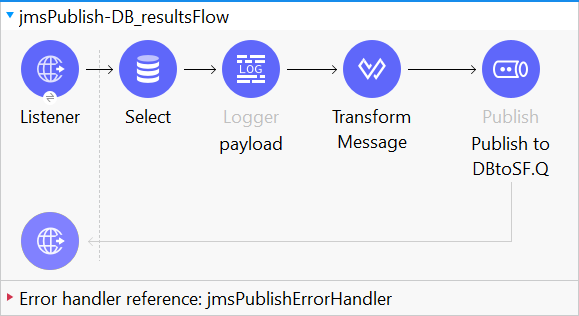 jmsPublish-DB_resultsFlow
LOG
Listener
Select
Logger
payload
Transform
Message
Publish
Publish to
DBtoSF.Q
Error handler reference: jmsPublishErrorHandler